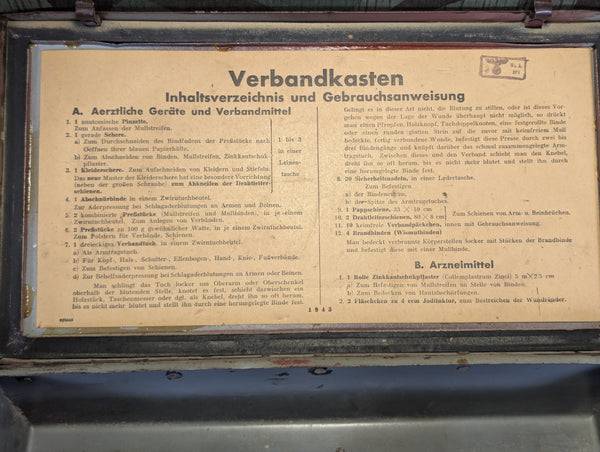 Verbandkasten
Inhaltsverzeichnis und Gebrauchsanweisung
A. Aerztliche Geräte und Verbandmittel
1. 1 anatomische Pinzette.
Zum Anfassen der Mullstreifen.
2. 1 gerade Schere.
a) Zum Durchschneiden des Bindfadens der Preßstücke nach
Oeffnen ihrer blauen Papierhülle.
b) Zum Abschneiden von Binden, Mullstreifen, Zinkkautschuk-
pflaster.
3. 1 Kleiderschere. Zum Aufschneiden von Kleidern und Stiefeln.
Das neue Muster der Kleiderschere hat eine besondere Vorrichtung
(neben der großen Schraube) zum Abkneifen der Drahtleiter-
schienen.
1 bis 3
in einer
Leinen-
tasche
4. 1 Abschnürbinde in einem Zwirntuchbeutel.
Zur Aderpressung bei Schlagaderblutungen an Armen und Beinen.
5. 2 kombinierte Preßstücke (Mullstreifen und Mullbinden), in je einem
Zwirntuchbeutel. Zum Anlegen von Verbänden.
6. 2 Preßstücke zu 100 g gewöhnlicher Watte, in je einem Zwirntuchbeutel.
Zum Polstern für Verbände, Schienen.
7. 1 dreieckiges Verbandtuch, in einem Zwirntuchbeutel.
a) Als Armtragetuch.
b) Für Kopf-, Hals-, Schulter-, Ellenbogen-, Hand-, Knie-, Fußverbände.
c) Zum Befestigen von Schienen.
d) Zur Behelfsaderpressung bei Schlagaderblutungen an Armen oder Beinen.
Man schlingt das Tuch locker um Oberarm oder Oberschenkel
oberhalb der blutenden Stelle, knotet es fest, schiebt darzwischen ein
Holzstück, Taschenmesser oder dgl. als Knebel, dreht ihn so oft herum,
bis es nicht mehr blutet und stellt ihn durch eine herumgelegte Binde fest.
Gelingt es in dieser Art nicht, die Blutung zu stillen, oder ist dieses Vor-
gehen wegen der Lage der Wunde überhaupt nicht möglich, so drückt
man einen Pfropfen, Holzknopf, Tuchdoppelknoten, eine festgerollte Binde
oder einen runden glatten Stein auf die zuvor mit keimfreiem Mull
bedeckte, fertig verbundene Wunde, befestigt diese Presse durch zwei bis
drei Bindengänge und knüpft darüber das schmal zusammengelegte Arm-
tragetuch. Zwischen dieses und den Verband schiebt man den Knebel,
dreht ihn so oft herum, bis es nicht mehr blutet und stellt ihn durch
eine herumgelegte Binde fest.
8. 20 Sicherheitsnadeln, in einer Ledertasche.
Zum Befestigen
a) der Bindenenden,
b) der Spitze des Armtragetuches.
9. 1 Pappschiene,
10. 2 Drahtleiterschienen, 80 × 8 cm
Zum Schienen von Arm- u. Beinbrüchen.
11. 10 keimfreie Verbandpäckchen, innen mit Gebrauchsanweisung.
12. 4 Brandbinden (Wismutbinden)
Man bedeckt verbrannte Körperstellen locker mit Stücken der Brandbinde
und befestigt diese mit einer Mullbinde.
B. Arzneimittel
1. 1 Rolle Zinkkautschukpflaster (Collemplastrum Zinci) 5 m × 2,5 cm
a) Zum Befestigen von Mullstreifen an Stelle von Binden.
b) Zum Bedecken von Hautabschürfungen.
2. 2 Fläschchen zu 4 ccm Jodtinktur, zum Bestreichen der Wundränder.
1943